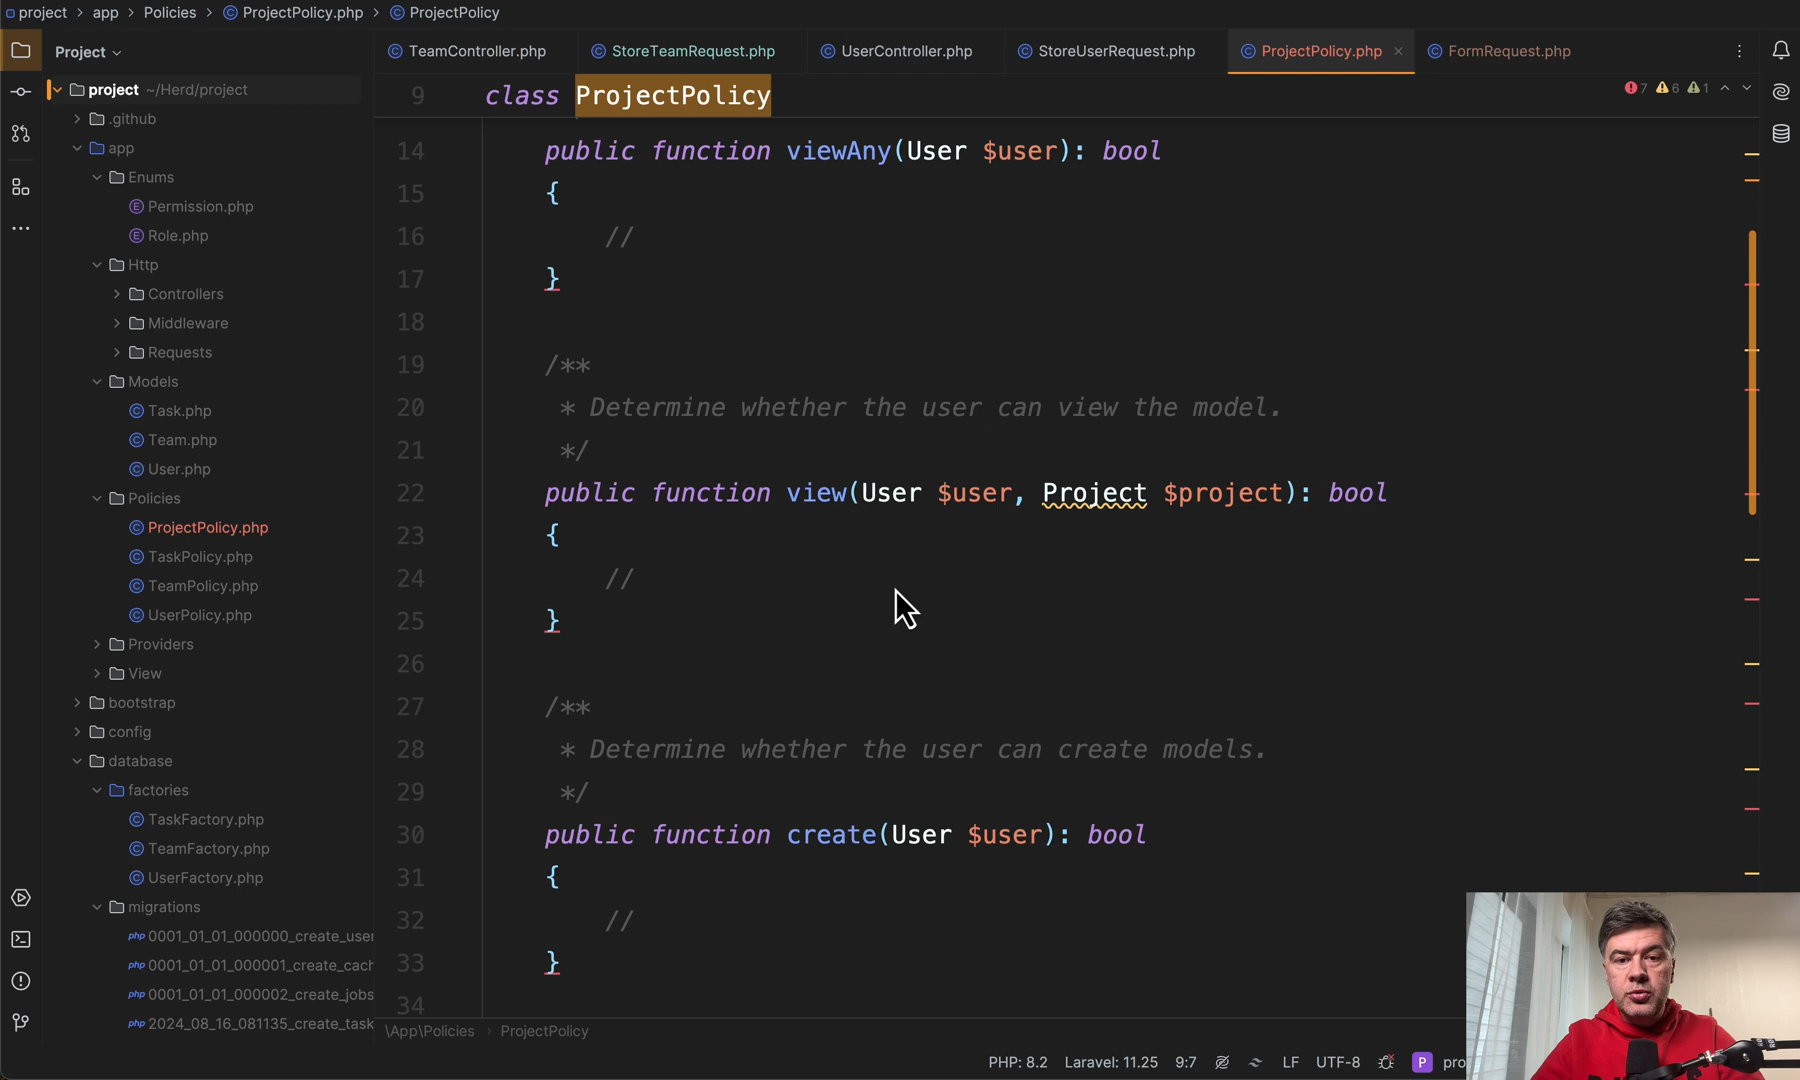 project > app > Policies > ProjectPolicy.php > ProjectPolicy
Project
TeamController.php
StoreTeamRequest.php
UserController.php
StoreUserRequest.php
ProjectPolicy.php
FormRequest.php
project ~/Herd/project
.github
app
Enums
Permission.php
Role.php
Http
Controllers
Middleware
Requests
Models
Task.php
Team.php
User.php
Policies
ProjectPolicy.php
TaskPolicy.php
TeamPolicy.php
UserPolicy.php
Providers
View
bootstrap
config
database
factories
TaskFactory.php
TeamFactory.php
UserFactory.php
migrations
php 0001_01_01_000000_create_user
php 0001_01_01_000001_create_cach
php 0001_01_01_000002_create_jobs
php 2024_08_16_081135_create_task
7 6 1
9 class ProjectPolicy
14 public function viewAny(User $user): bool
15 {
16 //
17 }
18
19 /**
20 * Determine whether the user can view the model.
21 */
22 public function view(User $user, Project $project): bool
23 {
24 //
25 }
26
27 /**
28 * Determine whether the user can create models.
29 */
30 public function create(User $user): bool
31 {
32 //
33 }
34
\App\Policies > ProjectPolicy
PHP: 8.2 Laravel: 11.25 9:7 LF UTF-8 P pro